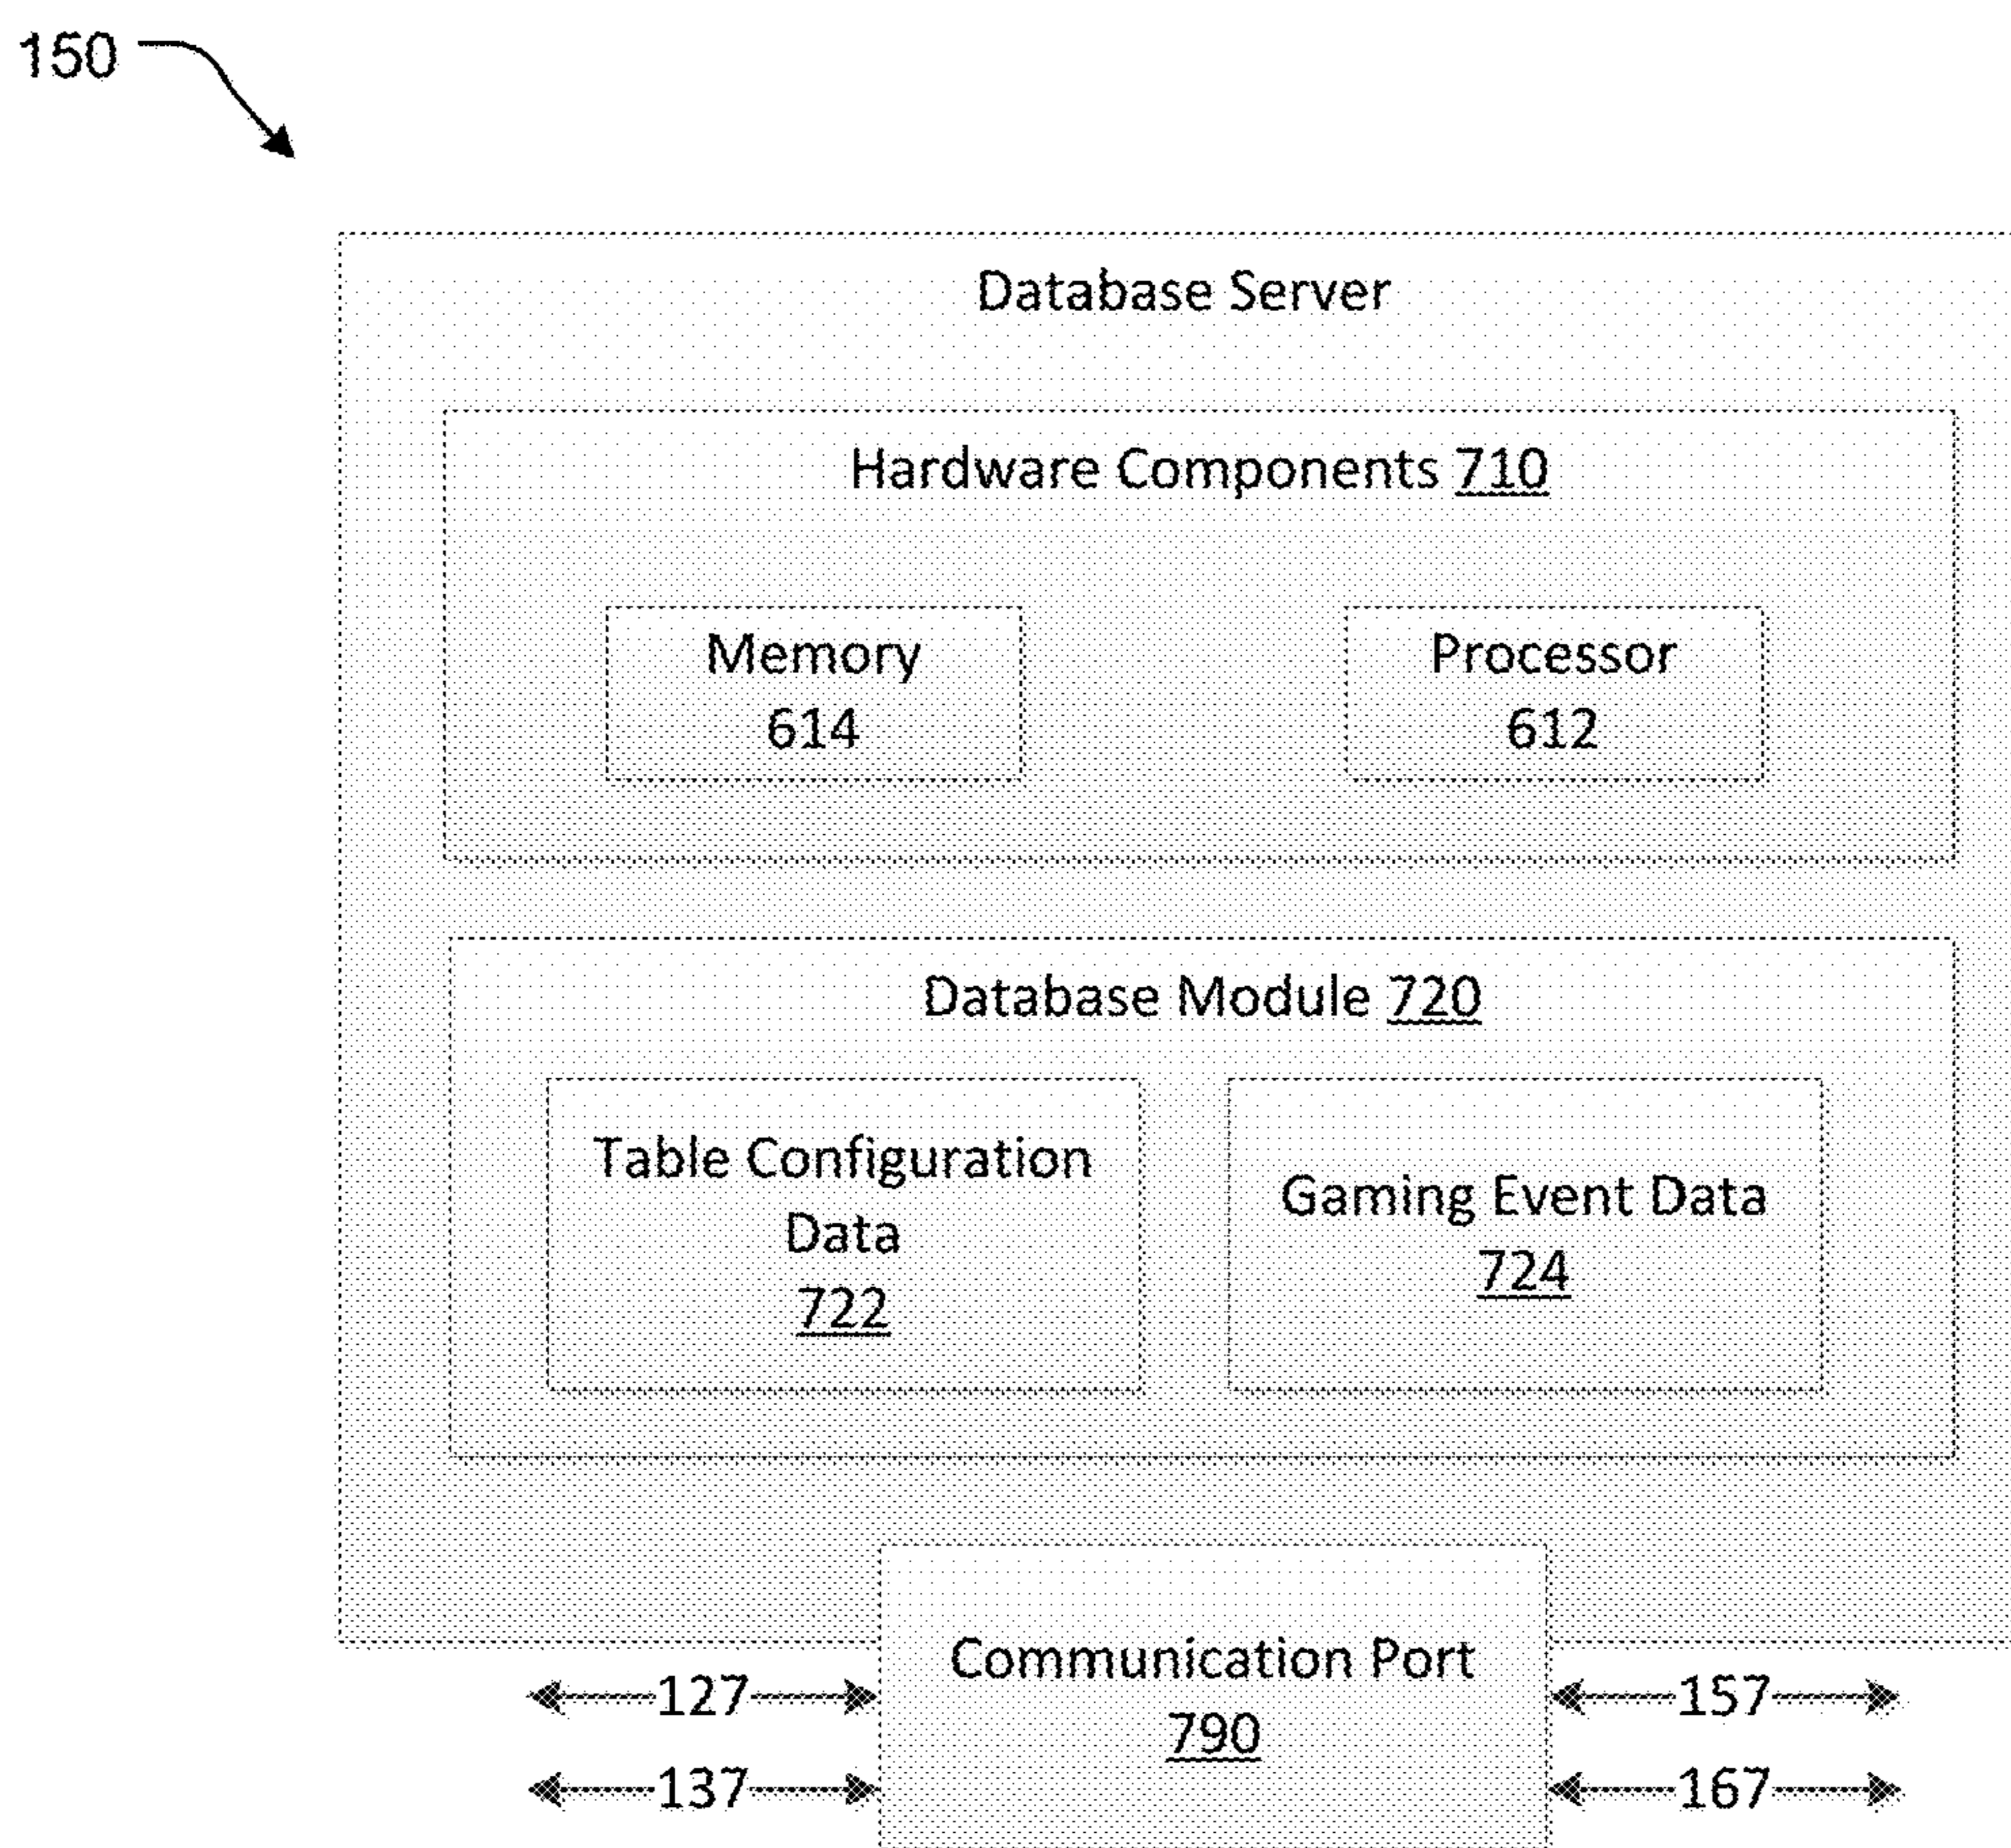 150
Database Server
Hardware Components 710
Memory
614
Processor
612
Database Module 720
Table Configuration
Data
722
Gaming Event Data
724
Communication Port
790
127
137
157
167